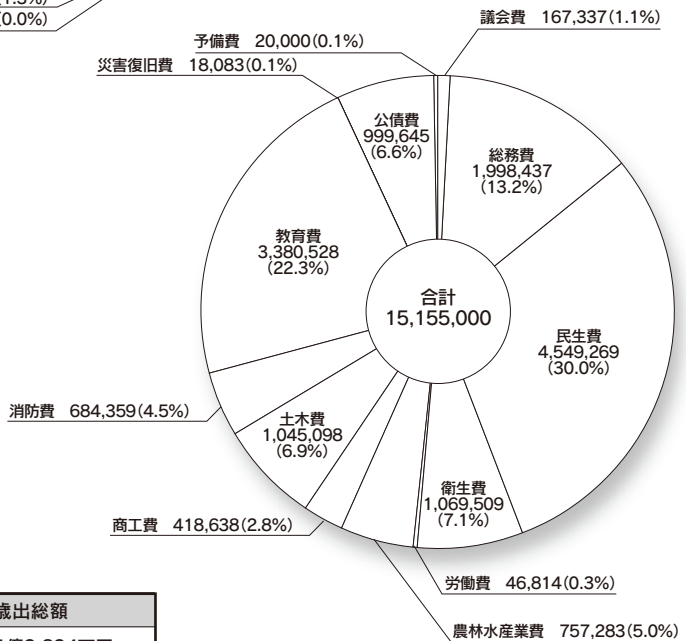 (0.0%)
議会費 167,337(1.1%)
予備費 20,000(0.1%)
災害復旧費 18,083(0.1%)
公債費
999,645
(6.6%)
総務費
1,998,437
(13.2%)
教育費
3,380,528
(22.3%)
合計
15,155,000
民生費
4,549,269
(30.0%)
消防費 684,359(4.5%)
土木費
1,045,098
(6.9%)
衛生費
1,069,509
(7.1%)
商工費 418,638(2.8%)
労働費 46,814(0.3%)
農林水産業費 757,283(5.0%)
歳出総額